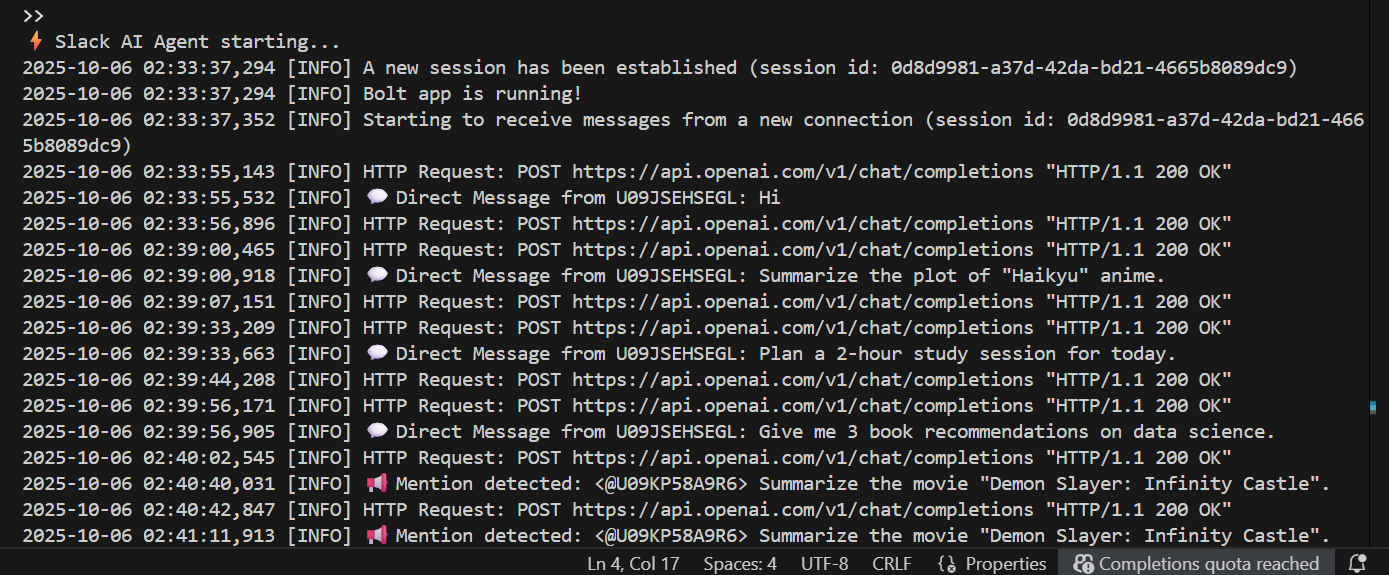 >>
⚡ Slack AI Agent starting...
2025-10-06 02:33:37,294 [INFO] A new session has been established (session id: 0d8d9981-a37d-42da-bd21-4665b8089dc9)
2025-10-06 02:33:37,294 [INFO] Bolt app is running!
2025-10-06 02:33:37,352 [INFO] Starting to receive messages from a new connection (session id: 0d8d9981-a37d-42da-bd21-466
5b8089dc9)
2025-10-06 02:33:55,143 [INFO] HTTP Request: POST https://api.openai.com/v1/chat/completions "HTTP/1.1 200 OK"
2025-10-06 02:33:55,532 [INFO] 💬 Direct Message from U09JSEHSEGL: Hi
2025-10-06 02:33:56,896 [INFO] HTTP Request: POST https://api.openai.com/v1/chat/completions "HTTP/1.1 200 OK"
2025-10-06 02:39:00,465 [INFO] HTTP Request: POST https://api.openai.com/v1/chat/completions "HTTP/1.1 200 OK"
2025-10-06 02:39:00,918 [INFO] 💬 Direct Message from U09JSEHSEGL: Summarize the plot of "Haikyu" anime.
2025-10-06 02:39:07,151 [INFO] HTTP Request: POST https://api.openai.com/v1/chat/completions "HTTP/1.1 200 OK"
2025-10-06 02:39:33,209 [INFO] HTTP Request: POST https://api.openai.com/v1/chat/completions "HTTP/1.1 200 OK"
2025-10-06 02:39:33,663 [INFO] 💬 Direct Message from U09JSEHSEGL: Plan a 2-hour study session for today.
2025-10-06 02:39:44,208 [INFO] HTTP Request: POST https://api.openai.com/v1/chat/completions "HTTP/1.1 200 OK"
2025-10-06 02:39:56,171 [INFO] HTTP Request: POST https://api.openai.com/v1/chat/completions "HTTP/1.1 200 OK"
2025-10-06 02:39:56,905 [INFO] 💬 Direct Message from U09JSEHSEGL: Give me 3 book recommendations on data science.
2025-10-06 02:40:02,545 [INFO] HTTP Request: POST https://api.openai.com/v1/chat/completions "HTTP/1.1 200 OK"
2025-10-06 02:40:40,031 [INFO] 📢 Mention detected: <@U09KP58A9R6> Summarize the movie "Demon Slayer: Infinity Castle".
2025-10-06 02:40:42,847 [INFO] HTTP Request: POST https://api.openai.com/v1/chat/completions "HTTP/1.1 200 OK"
2025-10-06 02:41:11,913 [INFO] 📢 Mention detected: <@U09KP58A9R6> Summarize the movie "Demon Slayer: Infinity Castle".
Ln 4, Col 17 Spaces: 4 UTF-8 CRLF Properties Completions quota reached